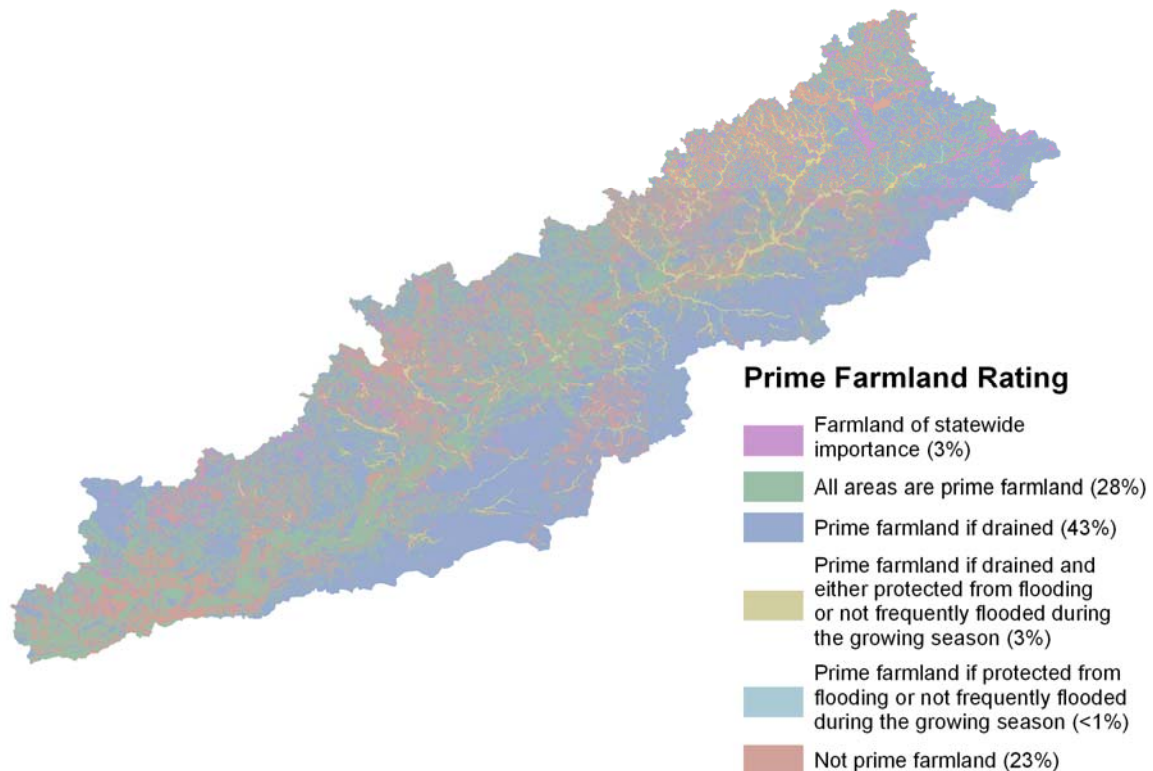 Prime Farmland Rating
Farmland of statewide
importance (3%)
All areas are prime farmland (28%)
Prime farmland if drained (43%)
Prime farmland if drained and
either protected from flooding
or not frequently flooded during
the growing season (3%)
Prime farmland if protected from
flooding or not frequently flooded
during the growing season (<1%)
Not prime farmland (23%)